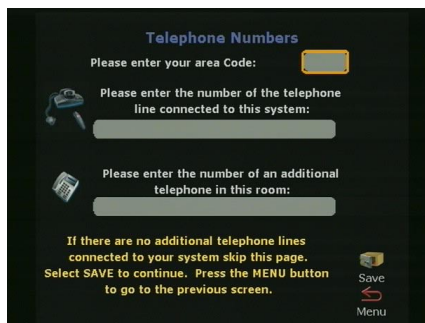 Telephone Numbers
Please enter your area Code:
Please enter the number of the telephone
line connected to this system:
Please enter the number of an additional
telephone in this room:
If there are no additional telephone lines
connected to your system skip this page.
Select SAVE to continue. Press the MENU button
to go to the previous screen.
Save
Menu